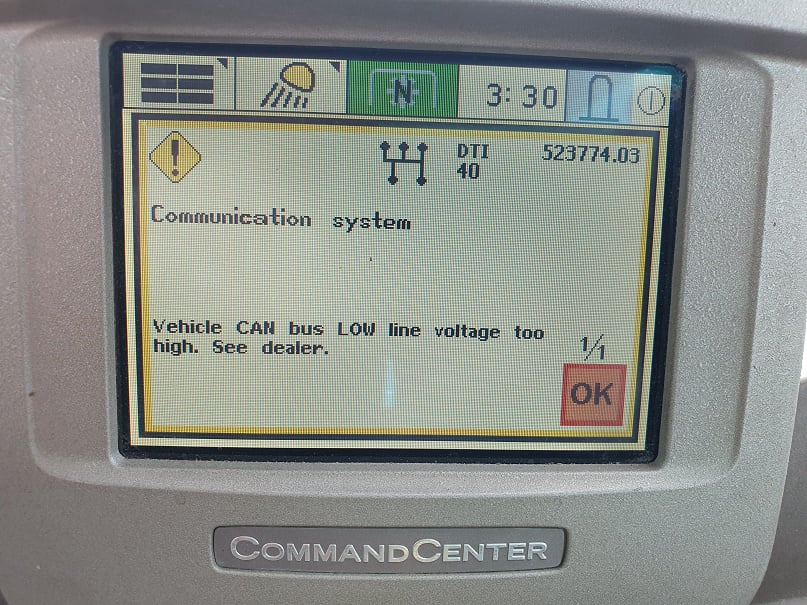 N
3:30
DTI
40
523774.03
Communication system
Vehicle CAN bus LOW line voltage too
high. See dealer.
1/1
OK
COMMANDCENTER